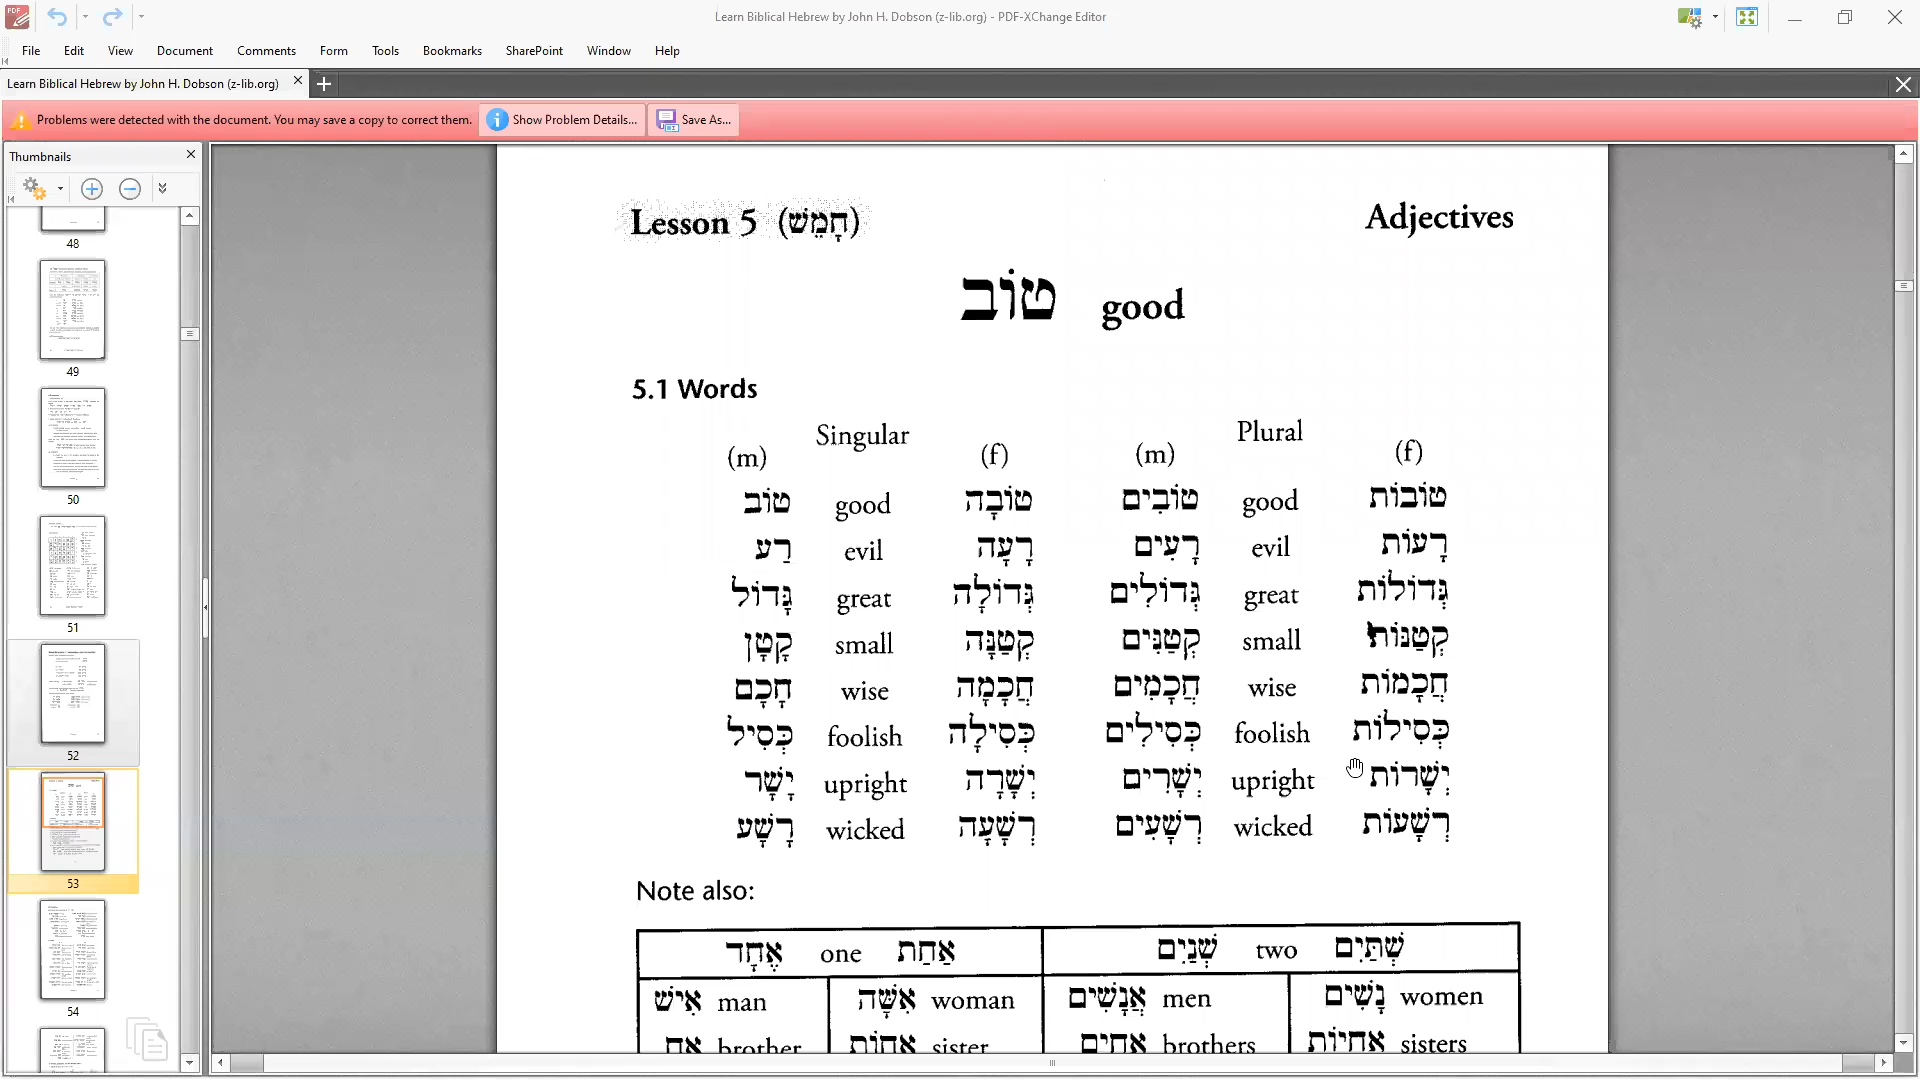 Learn Biblical Hebrew by John H. Dobson (z-lib.org) - PDF-XChange Editor
File Edit View Document Comments Form Tools Bookmarks SharePoint Window Help
Learn Biblical Hebrew by John H. Dobson (z-lib.org)
Problems were detected with the document. You may save a copy to correct them. Show Problem Details... Save As...
Thumbnails
48
49
50
51
52
53
54
Lesson 5 (חָמֵשׁ) Adjectives
טוֹב good
5.1 Words
Singular Plural
(m) (f) (m) (f)
טוֹב good טוֹבָה טוֹבִים good טוֹבוֹת
רַע evil רָעָה רָעִים evil רָעוֹת
גָּדוֹל great גְּדוֹלָה גְּדוֹלִים great גְּדוֹלוֹת
קָטָן small קְטַנָּה קְטַנִּים small קְטַנּוֹת
חָכָם wise חֲכָמָה חֲכָמִים wise חֲכָמוֹת
כְּסִיל foolish כְּסִילָה כְּסִילִים foolish כְּסִילוֹת
יָשָׁר upright יְשָׁרָה יְשָׁרִים upright יְשָׁרוֹת
רָשָׁע wicked רְשָׁעָה רְשָׁעִים wicked רְשָׁעוֹת
Note also:
אֶחָד one אַחַת שְׁנַיִם two שְׁתַּיִם
אִישׁ man אִשָּׁה woman אֲנָשִׁים men נָשִׁים women
אָח brother אָחוֹת sister אַחִים brothers אֲחָיוֹת sisters